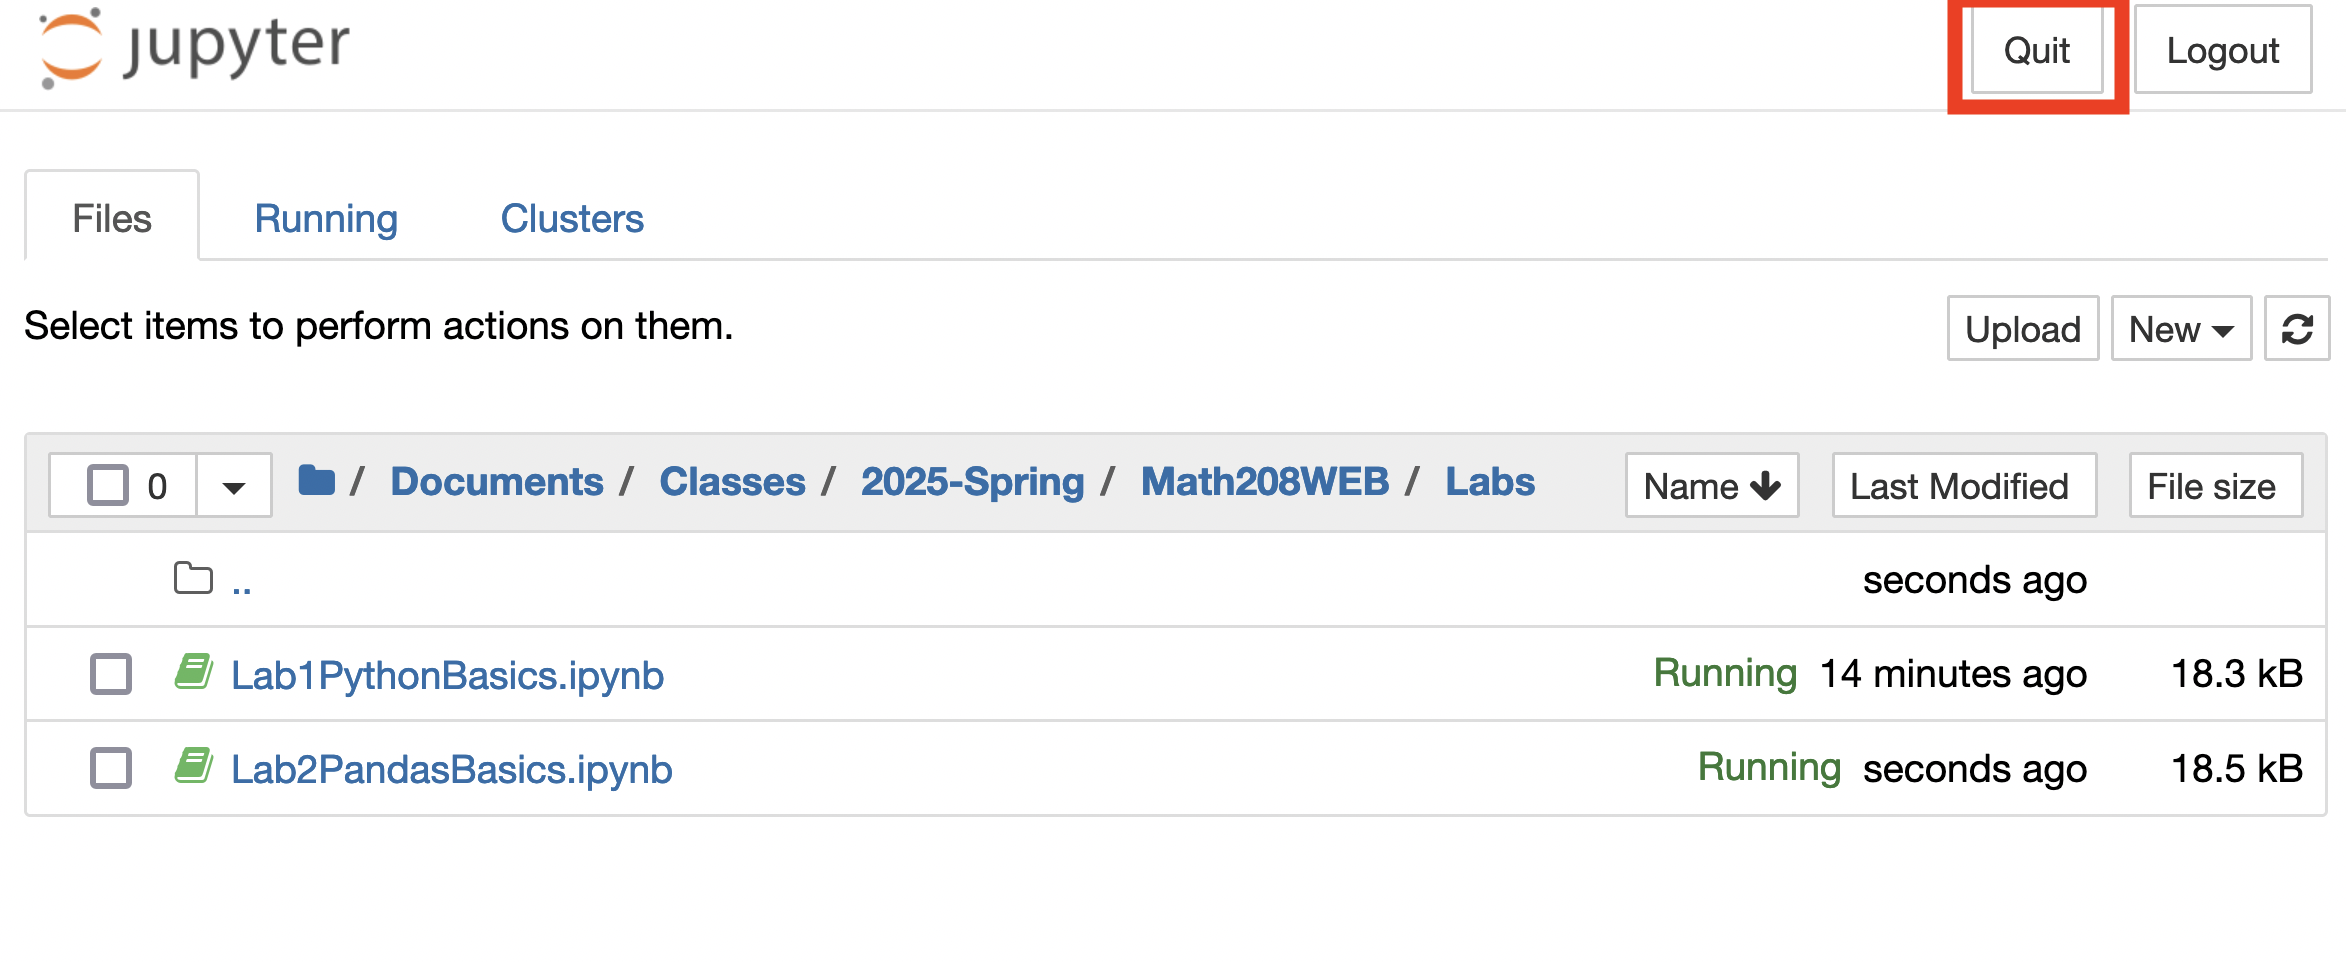 jupyter Quit Logout
Files Running Clusters
Select items to perform actions on them. Upload New
0 / Documents / Classes / 2025-Spring / Math208WEB / Labs Name Last Modified File size
.. seconds ago
Lab1PythonBasics.ipynb Running 14 minutes ago 18.3 kB
Lab2PandasBasics.ipynb Running seconds ago 18.5 kB